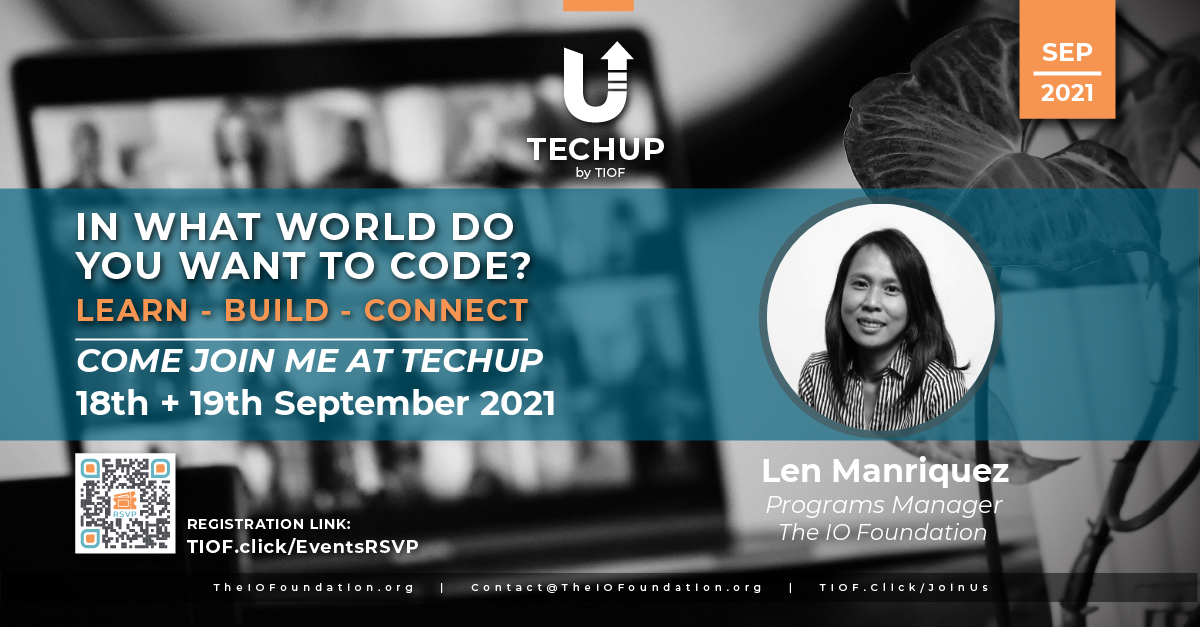 SEP
2021
TECHUP
by TIOF
IN WHAT WORLD DO
YOU WANT TO CODE?
LEARN - BUILD - CONNECT
COME JOIN ME AT TECHUP
18th + 19th September 2021
Len Manriquez
Programs Manager
The IO Foundation
RSVP
REGISTRATION LINK:
TIOF.click/EventsRSVP
TheIOFoundation.org | Contact@TheIOFoundation.org | TIOF.Click/JoinUs